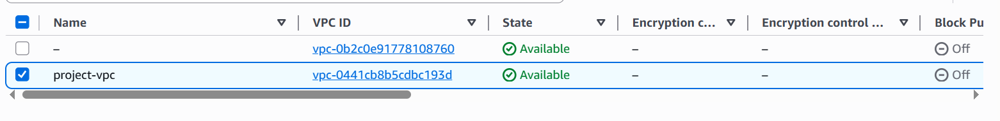 Name VPC ID State Encryption c... Encryption control ... Block Pu
– vpc-0b2c0e91778108760 Available – – Off
project-vpc vpc-0441cb8b5cdbc193d Available – – Off